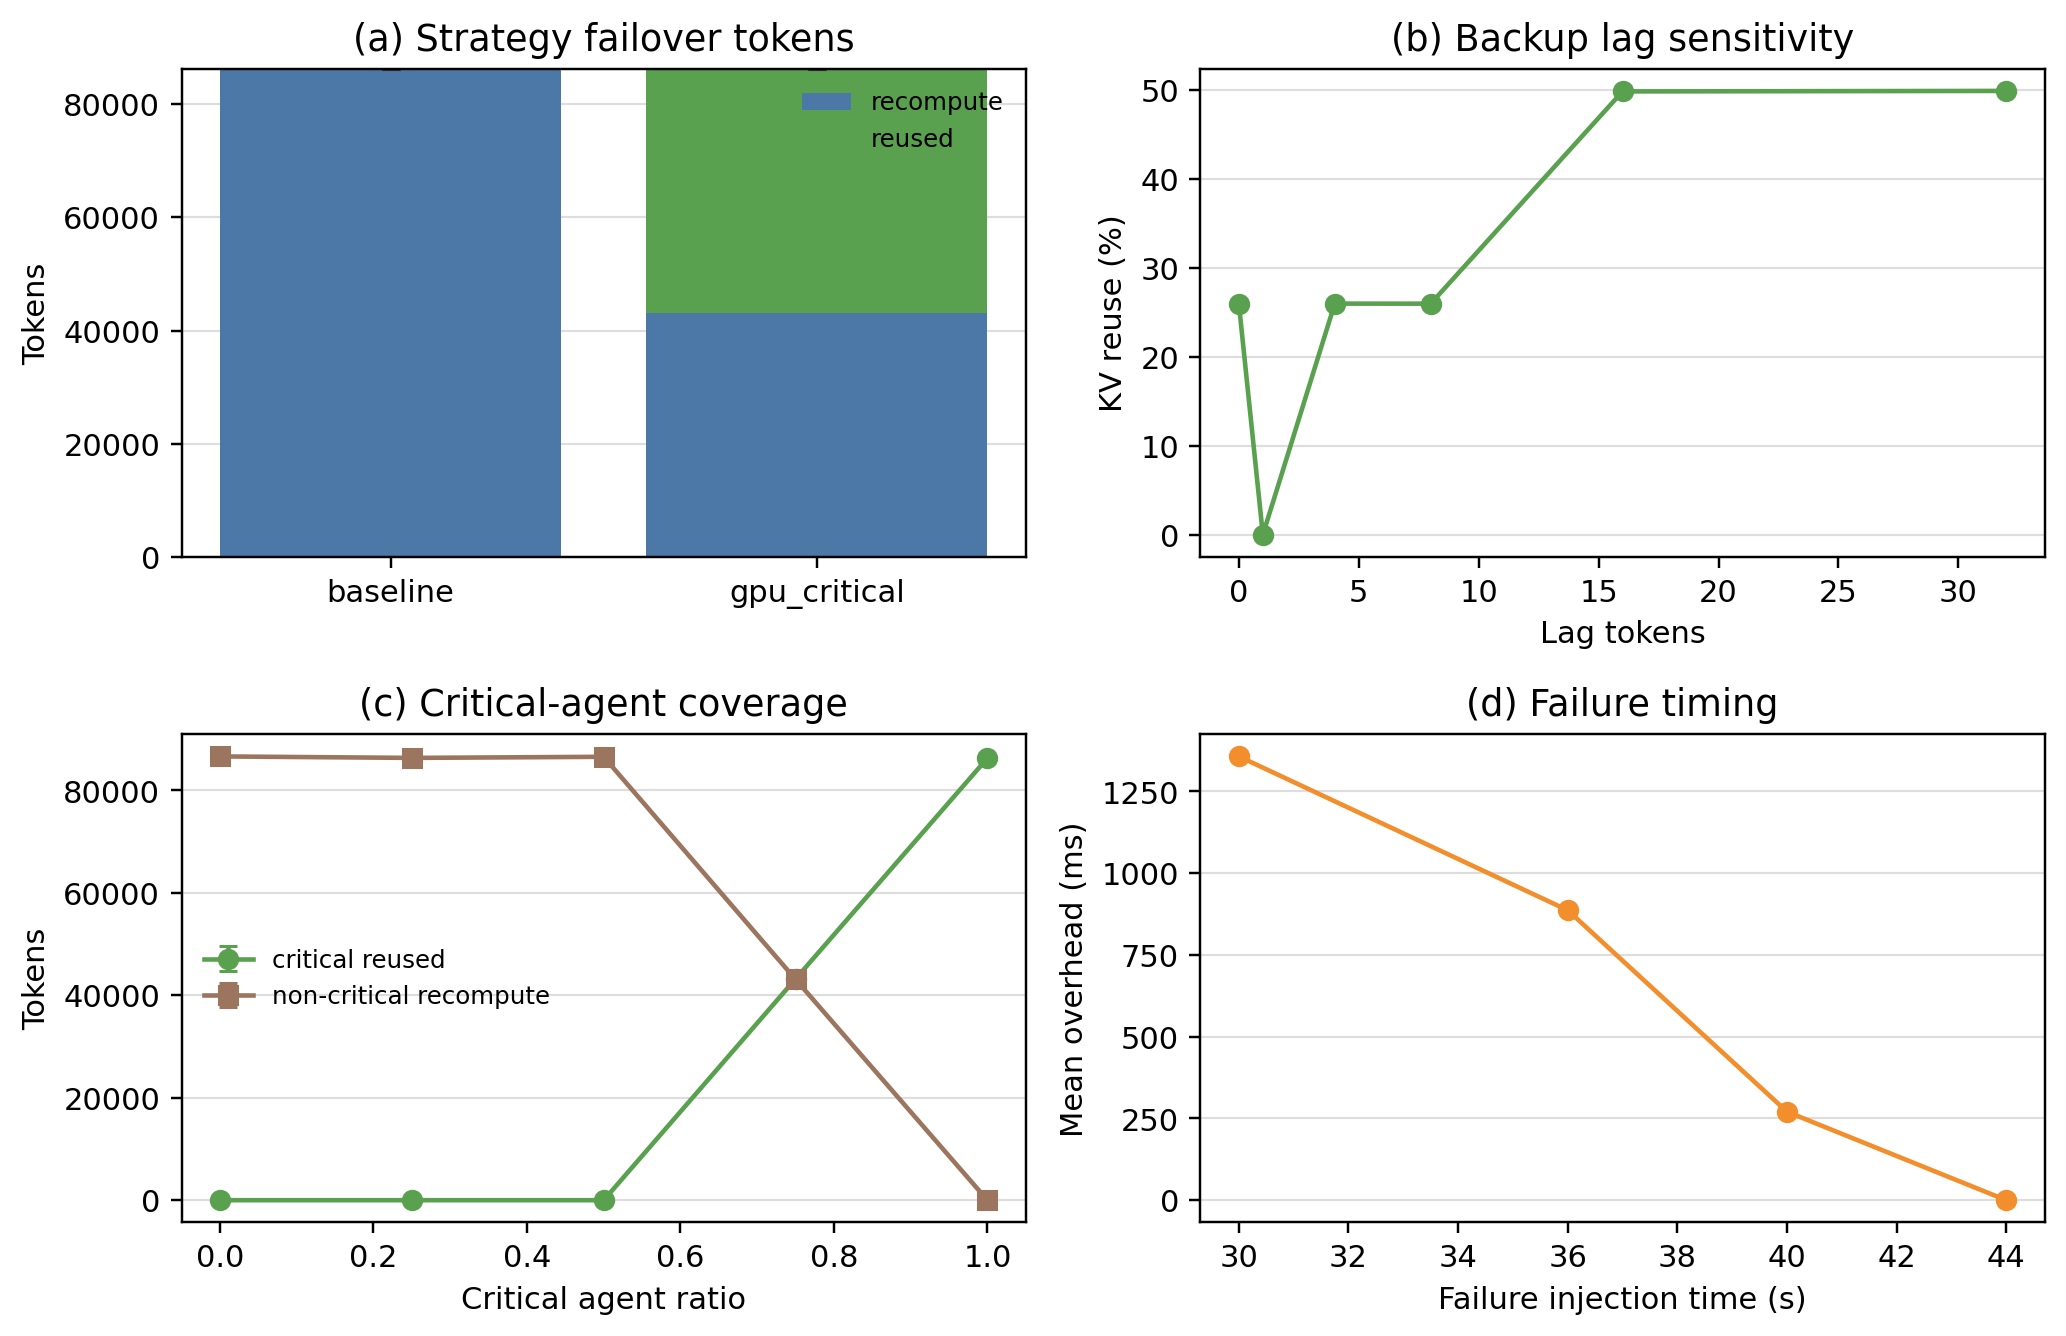 (a) Strategy failover tokens
Tokens
80000
60000
40000
20000
0
recompute
reused
baseline
gpu_critical
(b) Backup lag sensitivity
KV reuse (%)
50
40
30
20
10
0
0 5 10 15 20 25 30
Lag tokens
(c) Critical-agent coverage
Tokens
80000
60000
40000
20000
0
critical reused
non-critical recompute
0.0 0.2 0.4 0.6 0.8 1.0
Critical agent ratio
(d) Failure timing
Mean overhead (ms)
1250
1000
750
500
250
0
30 32 34 36 38 40 42 44
Failure injection time (s)